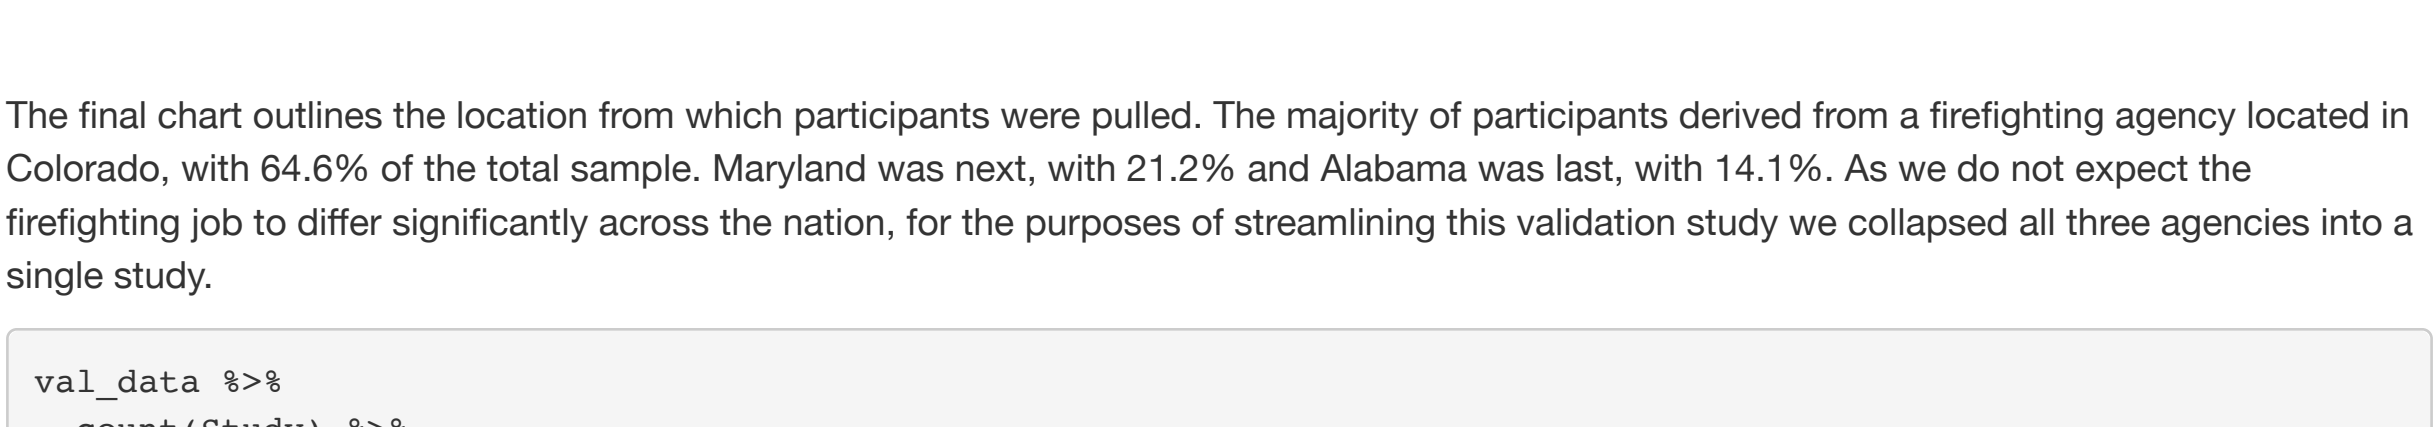 The final chart outlines the location from which participants were pulled. The majority of participants derived from a firefighting agency located in
Colorado, with 64.6% of the total sample. Maryland was next, with 21.2% and Alabama was last, with 14.1%. As we do not expect the
firefighting job to differ significantly across the nation, for the purposes of streamlining this validation study we collapsed all three agencies into a
single study.
val_data %>%
count(Study) %>%